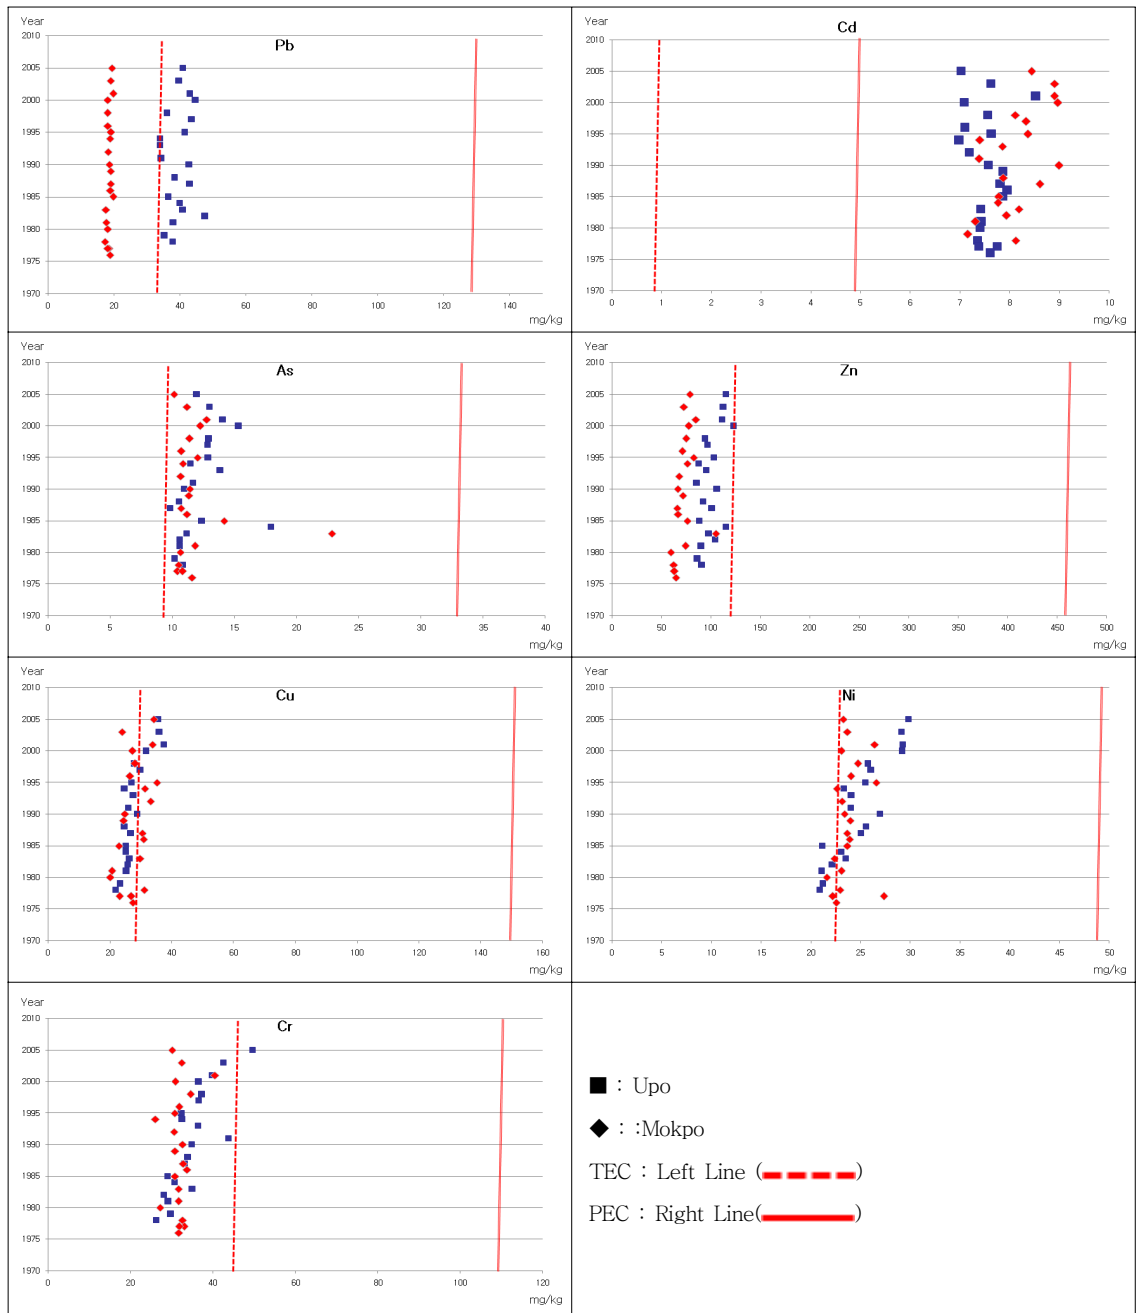 Year
Pb
2010
2005
2000
1995
1990
1985
1980
1975
1970
0 20 40 60 80 100 120 140
mg/kg
Year
Cd
2010
2005
2000
1995
1990
1985
1980
1975
1970
0 1 2 3 4 5 6 7 8 9 10
mg/kg
Year
As
2010
2005
2000
1995
1990
1985
1980
1975
1970
0 5 10 15 20 25 30 35 40
mg/kg
Year
Zn
2010
2005
2000
1995
1990
1985
1980
1975
1970
0 50 100 150 200 250 300 350 400 450 500
mg/kg
Year
Cu
2010
2005
2000
1995
1990
1985
1980
1975
1970
0 20 40 60 80 100 120 140 160
mg/kg
Year
Ni
2010
2005
2000
1995
1990
1985
1980
1975
1970
0 5 10 15 20 25 30 35 40 45 50
mg/kg
Year
Cr
2010
2005
2000
1995
1990
1985
1980
1975
1970
0 20 40 60 80 100 120
mg/kg
■ : Upo
◆ : :Mokpo
TEC : Left Line ( )
PEC : Right Line( )